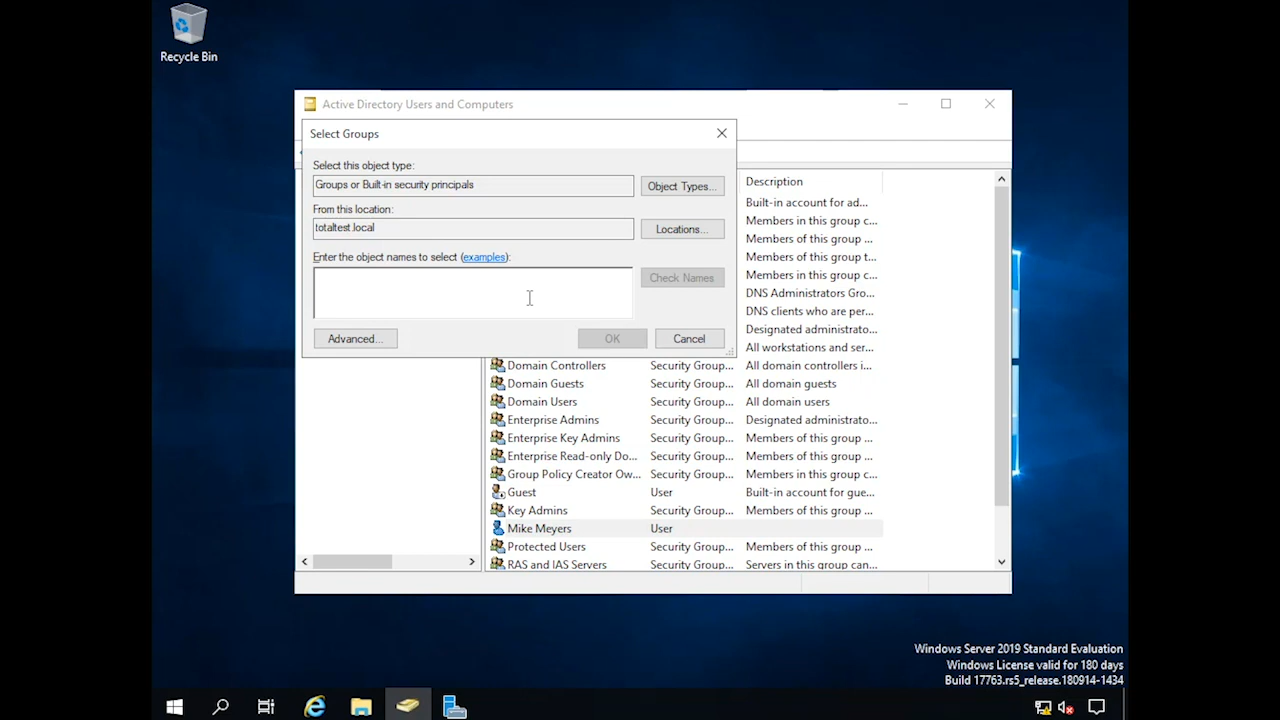 Recycle Bin
Active Directory Users and Computers
Select Groups
Select this object type:
Groups or Built-in security principals
Object Types...
From this location:
totaltest.local
Locations...
Enter the object names to select (examples):
Check Names
Advanced...
OK
Cancel
Description
Built-in account for ad...
Members in this group c...
Members of this group ...
Members of this group t...
Members in this group c...
DNS Administrators Gro...
DNS clients who are per...
Designated administrato...
All workstations and ser...
Domain Controllers Security Group... All domain controllers i...
Domain Guests Security Group... All domain guests
Domain Users Security Group... All domain users
Enterprise Admins Security Group... Designated administrato...
Enterprise Key Admins Security Group... Members of this group ...
Enterprise Read-only Do... Security Group... Members of this group ...
Group Policy Creator Ow... Security Group... Members in this group c...
Guest User Built-in account for gue...
Key Admins Security Group... Members of this group ...
Mike Meyers User
Protected Users Security Group... Members of this group ...
RAS and IAS Servers Security Group... Servers in this group can...
Windows Server 2019 Standard Evaluation
Windows License valid for 180 days
Build 17763.rs5_release.180914-1434